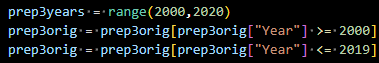 prep3years = range(2000,2020)
prep3orig = prep3orig[prep3orig["Year"] >= 2000]
prep3orig = prep3orig[prep3orig["Year"] <= 2019]